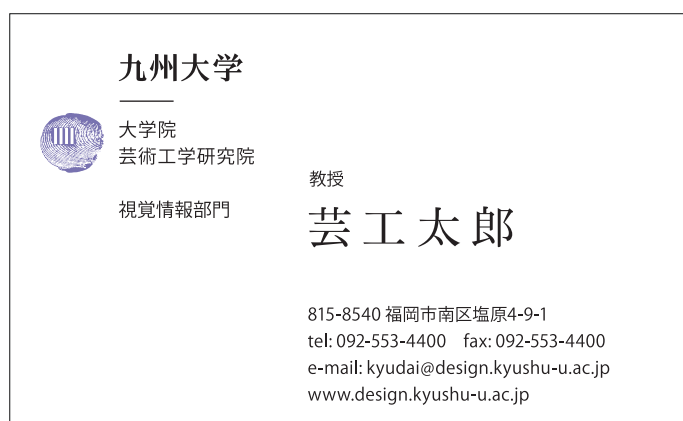 九州大学
大学院
芸術工学研究院
視覚情報部門
教授
芸工太郎
815-8540 福岡市南区塩原4-9-1
tel: 092-553-4400　fax: 092-553-4400
e-mail: kyudai@design.kyushu-u.ac.jp
www.design.kyushu-u.ac.jp